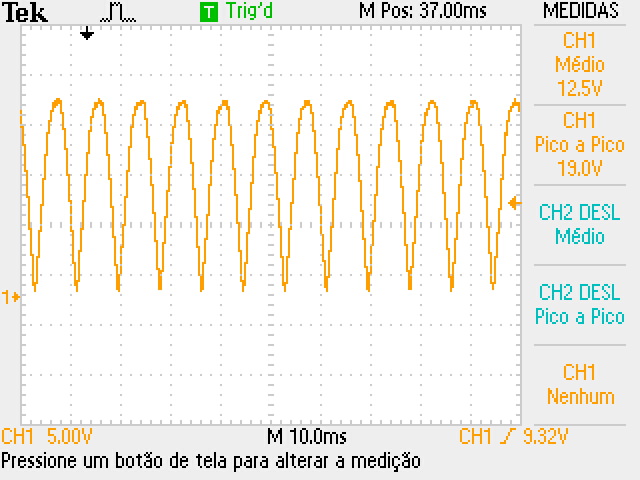 Tek T Trig'd M Pos: 37.00ms MEDIDAS
CH1
Médio
12.5V
CH1
Pico a Pico
19.0V
CH2 DESL
Médio
CH2 DESL
Pico a Pico
CH1
Nenhum
1
CH1 5.00V M 10.0ms CH1 9.32V
Pressione um botão de tela para alterar a medição